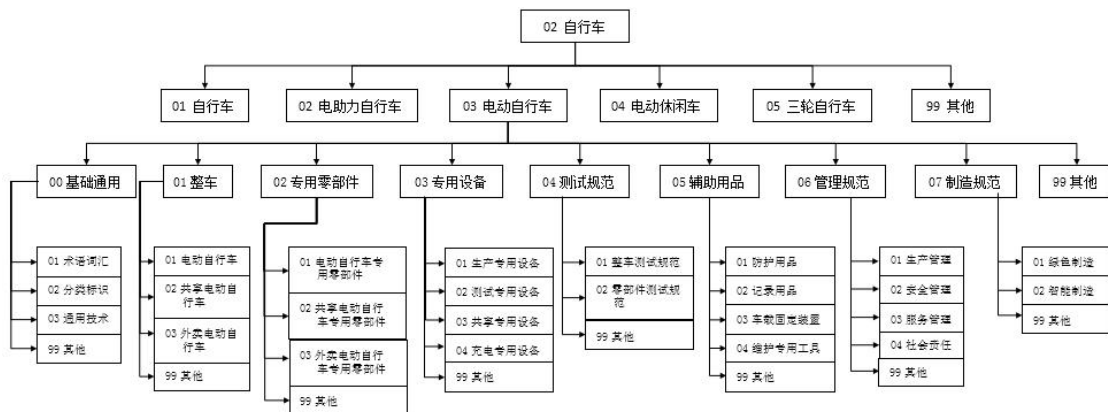 02 自行车
01 自行车
02 电助力自行车
03 电动自行车
04 电动休闲车
05 三轮自行车
99 其他
00 基础通用
01 整车
02 专用零部件
03 专用设备
04 测试规范
05 辅助用品
06 管理规范
07 制造规范
99 其他
01 术语词汇
02 分类标识
03 通用技术
99 其他
01 电动自行车
02 共享电动自
行车
03 外卖电动自
行车
99 其他
01 电动自行车专
用零部件
02 共享电动自行
车专用零部件
03 外卖电动自行
车专用零部件
99 其他
01 生产专用设备
02 测试专用设备
03 共享专用设备
04 充电专用设备
99 其他
01 整车测试规范
02 零部件测试规
范
99 其他
01 防护用品
02 记录用品
03 车载固定装置
04 维护专用工具
99 其他
01 生产管理
02 安全管理
03 服务管理
04 社会责任
99 其他
01 绿色制造
02 智能制造
99 其他